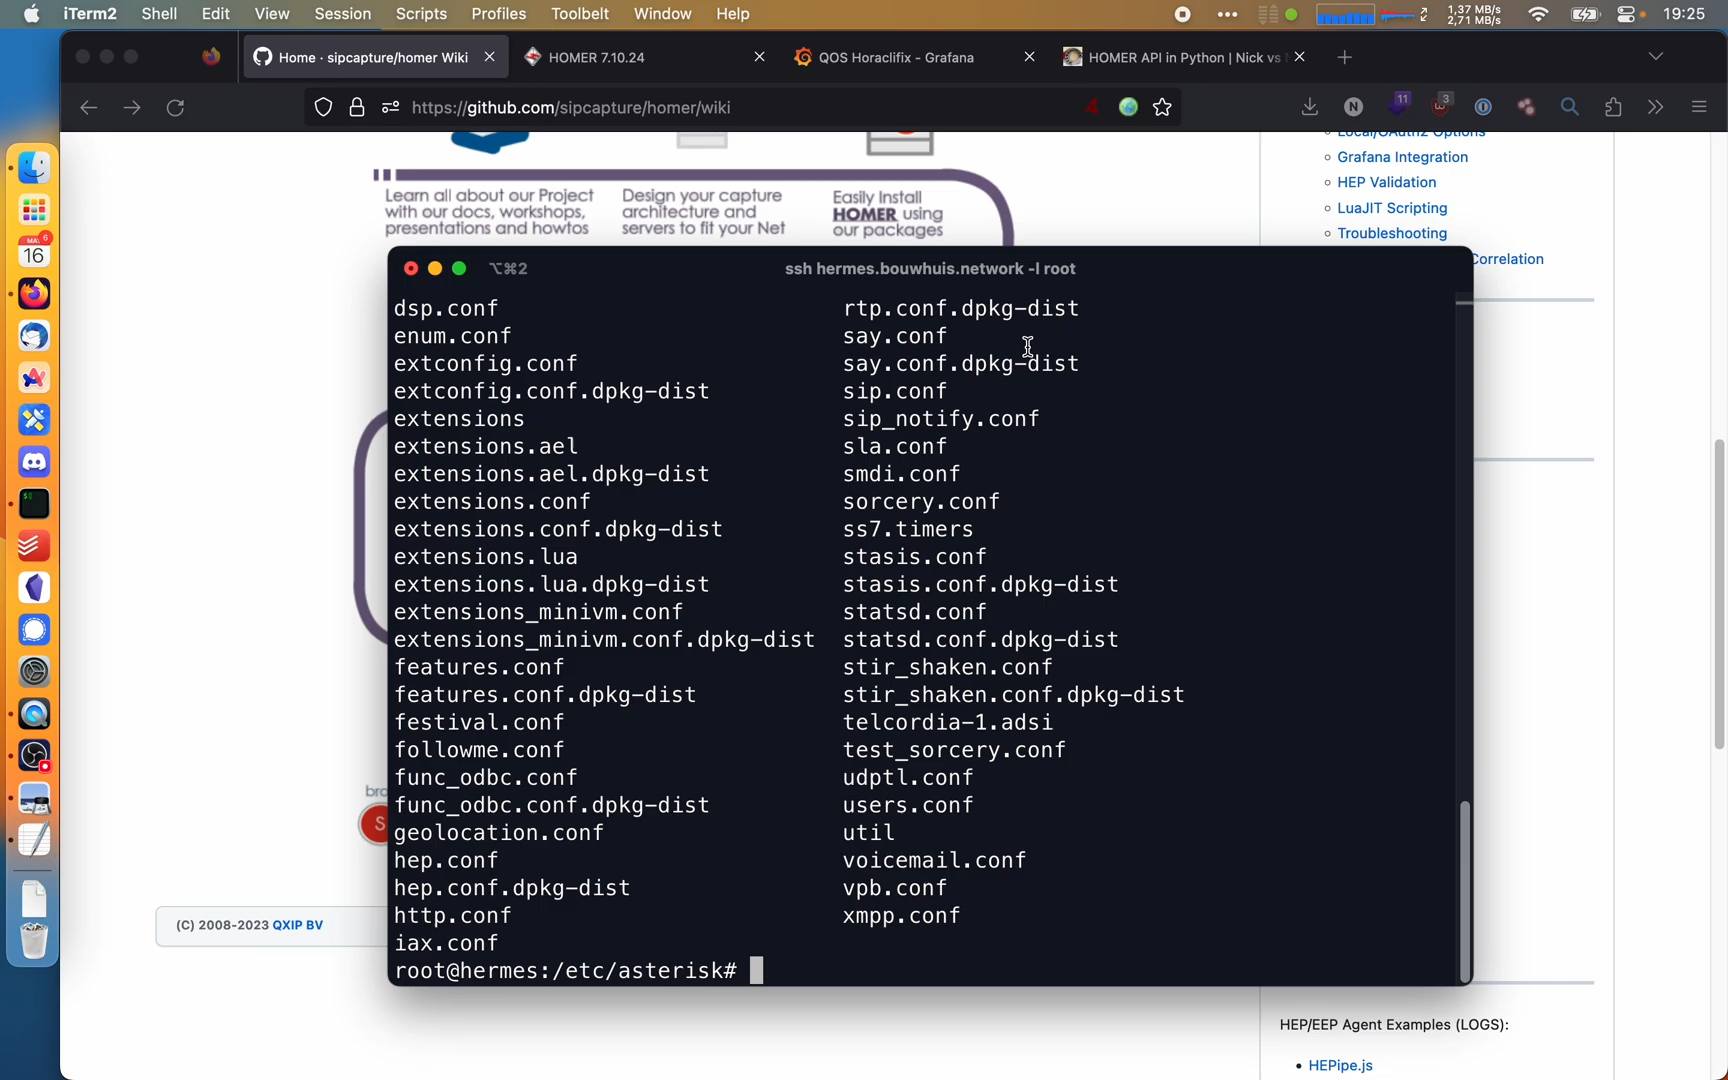 iTerm2 Shell Edit View Session Scripts Profiles Toolbelt Window Help 1,37 MB/s 2,71 MB/s 19:25
Home · sipcapture/homer Wiki HOMER 7.10.24 QOS Horaclifix - Grafana HOMER API in Python | Nick vs
https://github.com/sipcapture/homer/wiki 11 3
Local/OAuth2 Options
Grafana Integration
HEP Validation
LuaJIT Scripting
Troubleshooting
Correlation
Learn all about our Project
with our docs, workshops,
presentations and howtos
Design your capture
architecture and
servers to fit your Net
Easily Install
HOMER using
our packages
MAY 6
16
⌥⌘2 ssh hermes.bouwhuis.network -l root
dsp.conf rtp.conf.dpkg-dist
enum.conf say.conf
extconfig.conf say.conf.dpkg-dist
extconfig.conf.dpkg-dist sip.conf
extensions sip_notify.conf
extensions.ael sla.conf
extensions.ael.dpkg-dist smdi.conf
extensions.conf sorcery.conf
extensions.conf.dpkg-dist ss7.timers
extensions.lua stasis.conf
extensions.lua.dpkg-dist stasis.conf.dpkg-dist
extensions_minivm.conf statsd.conf
extensions_minivm.conf.dpkg-dist statsd.conf.dpkg-dist
features.conf stir_shaken.conf
features.conf.dpkg-dist stir_shaken.conf.dpkg-dist
festival.conf telcordia-1.adsi
followme.conf test_sorcery.conf
func_odbc.conf udptl.conf
func_odbc.conf.dpkg-dist users.conf
geolocation.conf util
hep.conf voicemail.conf
hep.conf.dpkg-dist vpb.conf
http.conf xmpp.conf
iax.conf
root@hermes:/etc/asterisk#
bro
S
(C) 2008-2023 QXIP BV
HEP/EEP Agent Examples (LOGS):
HEPipe.js